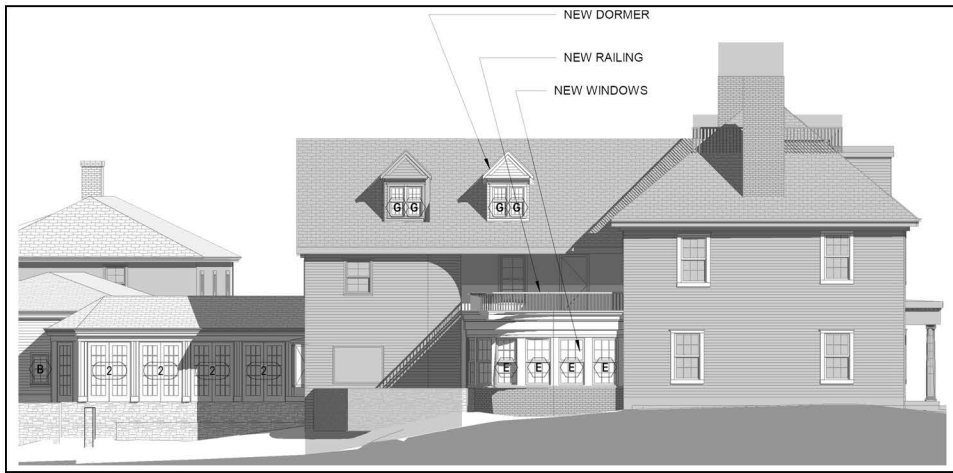 NEW DORMER
NEW RAILING
NEW WINDOWS
G G G G
B 2 2 2 2 E E E E